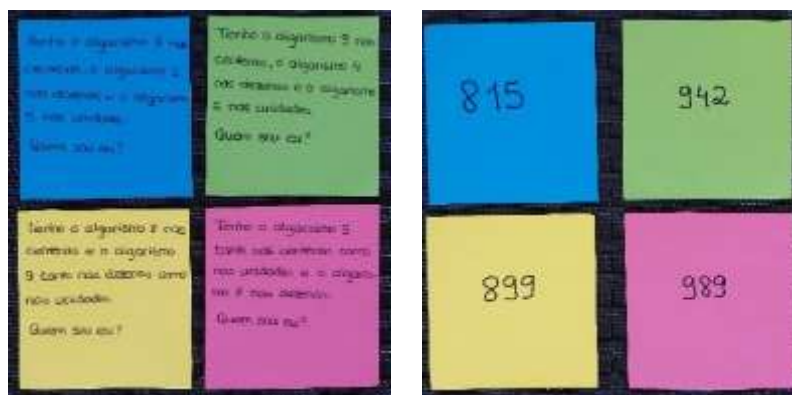 Tenho o algarismo 8 nas
centenas, o algarismo 1
nas dezenas e o algarismo
5 nas unidades.
Quem sou eu?
Tenho o algarismo 9 nas
centenas, o algarismo 4
nas dezenas e o algarismo
2 nas unidades.
Quem sou eu?
Tenho o algarismo 8 nas
centenas e o algarismo
9 tanto nas dezenas como
nas unidades.
Quem sou eu?
Tenho o algarismo 9
tanto nas centenas como
nas unidades e o algaris-
mo 8 nas dezenas.
Quem sou eu?
815
942
899
989